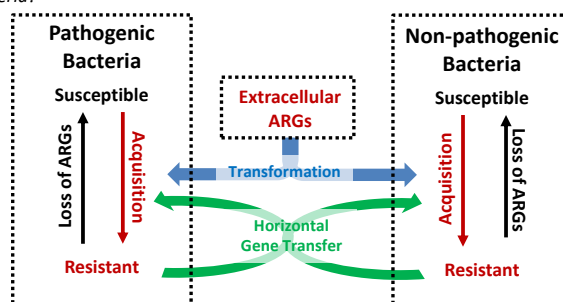 Pathogenic
Bacteria
Susceptible
Loss of ARGs
Acquisition
Resistant
Extracellular
ARGs
Transformation
Horizontal
Gene Transfer
Non-pathogenic
Bacteria
Susceptible
Acquisition
Loss of ARGs
Resistant